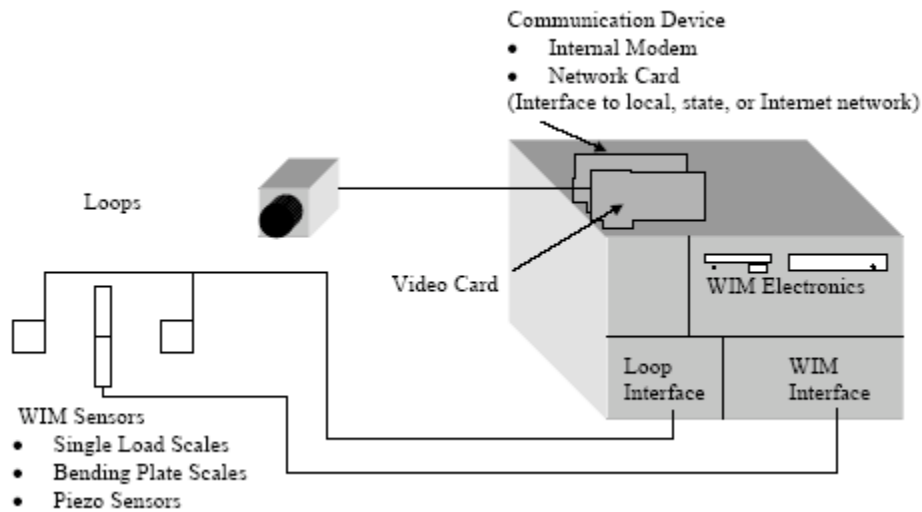 Communication Device
• Internal Modem
• Network Card
(Interface to local, state, or Internet network)
Loops
Video Card
WIM Electronics
Loop
Interface
WIM
Interface
WIM Sensors
• Single Load Scales
• Bending Plate Scales
• Piezo Sensors